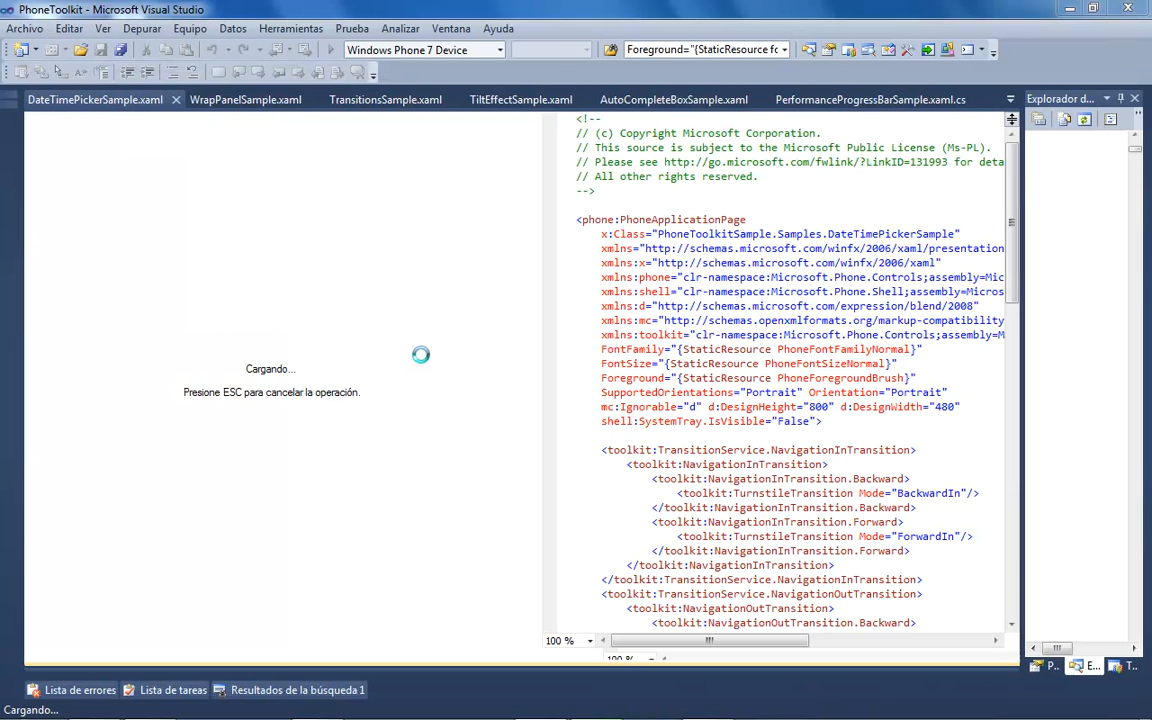 PhoneToolkit - Microsoft Visual Studio
Archivo Editar Ver Depurar Equipo Datos Herramientas Prueba Analizar Ventana Ayuda
Windows Phone 7 Device Foreground="{StaticResource fo
DateTimePickerSample.xaml WrapPanelSample.xaml TransitionsSample.xaml TiltEffectSample.xaml AutoCompleteBoxSample.xaml PerformanceProgressBarSample.xaml.cs
Explorador d...
Cargando...
Presione ESC para cancelar la operación.
<!--
// (c) Copyright Microsoft Corporation.
// This source is subject to the Microsoft Public License (Ms-PL).
// Please see http://go.microsoft.com/fwlink/?LinkID=131993 for deta
// All other rights reserved.
-->
<phone:PhoneApplicationPage
x:Class="PhoneToolkitSample.Samples.DateTimePickerSample"
xmlns="http://schemas.microsoft.com/winfx/2006/xaml/presentation
xmlns:x="http://schemas.microsoft.com/winfx/2006/xaml"
xmlns:phone="clr-namespace:Microsoft.Phone.Controls;assembly=Mic
xmlns:shell="clr-namespace:Microsoft.Phone.Shell;assembly=Micros
xmlns:d="http://schemas.microsoft.com/expression/blend/2008"
xmlns:mc="http://schemas.openxmlformats.org/markup-compatibility
xmlns:toolkit="clr-namespace:Microsoft.Phone.Controls;assembly=M
FontFamily="{StaticResource PhoneFontFamilyNormal}"
FontSize="{StaticResource PhoneFontSizeNormal}"
Foreground="{StaticResource PhoneForegroundBrush}"
SupportedOrientations="Portrait" Orientation="Portrait"
mc:Ignorable="d" d:DesignHeight="800" d:DesignWidth="480"
shell:SystemTray.IsVisible="False">
<toolkit:TransitionService.NavigationInTransition>
<toolkit:NavigationInTransition>
<toolkit:NavigationInTransition.Backward>
<toolkit:TurnstileTransition Mode="BackwardIn"/>
</toolkit:NavigationInTransition.Backward>
<toolkit:NavigationInTransition.Forward>
<toolkit:TurnstileTransition Mode="ForwardIn"/>
</toolkit:NavigationInTransition.Forward>
</toolkit:NavigationInTransition>
</toolkit:TransitionService.NavigationInTransition>
<toolkit:TransitionService.NavigationOutTransition>
<toolkit:NavigationOutTransition>
<toolkit:NavigationOutTransition.Backward>
100 %
100 %
P... E... T...
Lista de errores Lista de tareas Resultados de la búsqueda 1
Cargando...